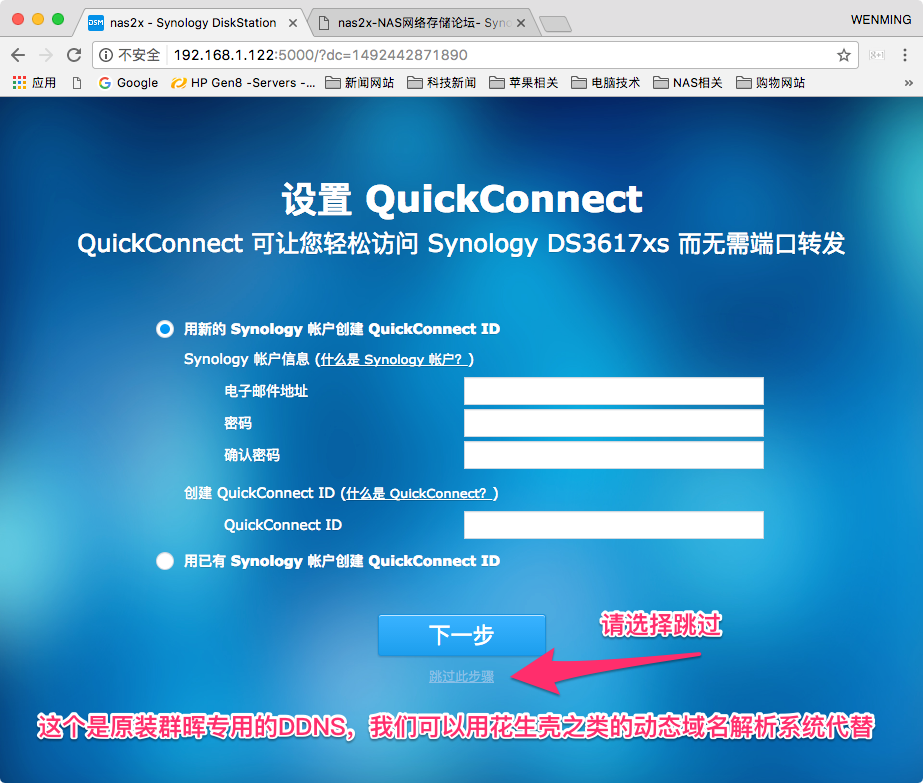 nas2x - Synology DiskStation
nas2x-NAS网络存储论坛- Syno
WENMING
不安全
192.168.1.122:5000/?dc=1492442871890
应用
Google
HP Gen8 -Servers -...
新闻网站
科技新闻
苹果相关
电脑技术
NAS相关
购物网站
设置 QuickConnect
QuickConnect 可让您轻松访问 Synology DS3617xs 而无需端口转发
用新的 Synology 帐户创建 QuickConnect ID
Synology 帐户信息 (什么是 Synology 帐户? )
电子邮件地址
密码
确认密码
创建 QuickConnect ID (什么是 QuickConnect? )
QuickConnect ID
用已有 Synology 帐户创建 QuickConnect ID
请选择跳过
下一步
跳过此步骤
这个是原装群晖专用的DDNS，我们可以用花生壳之类的动态域名解析系统代替